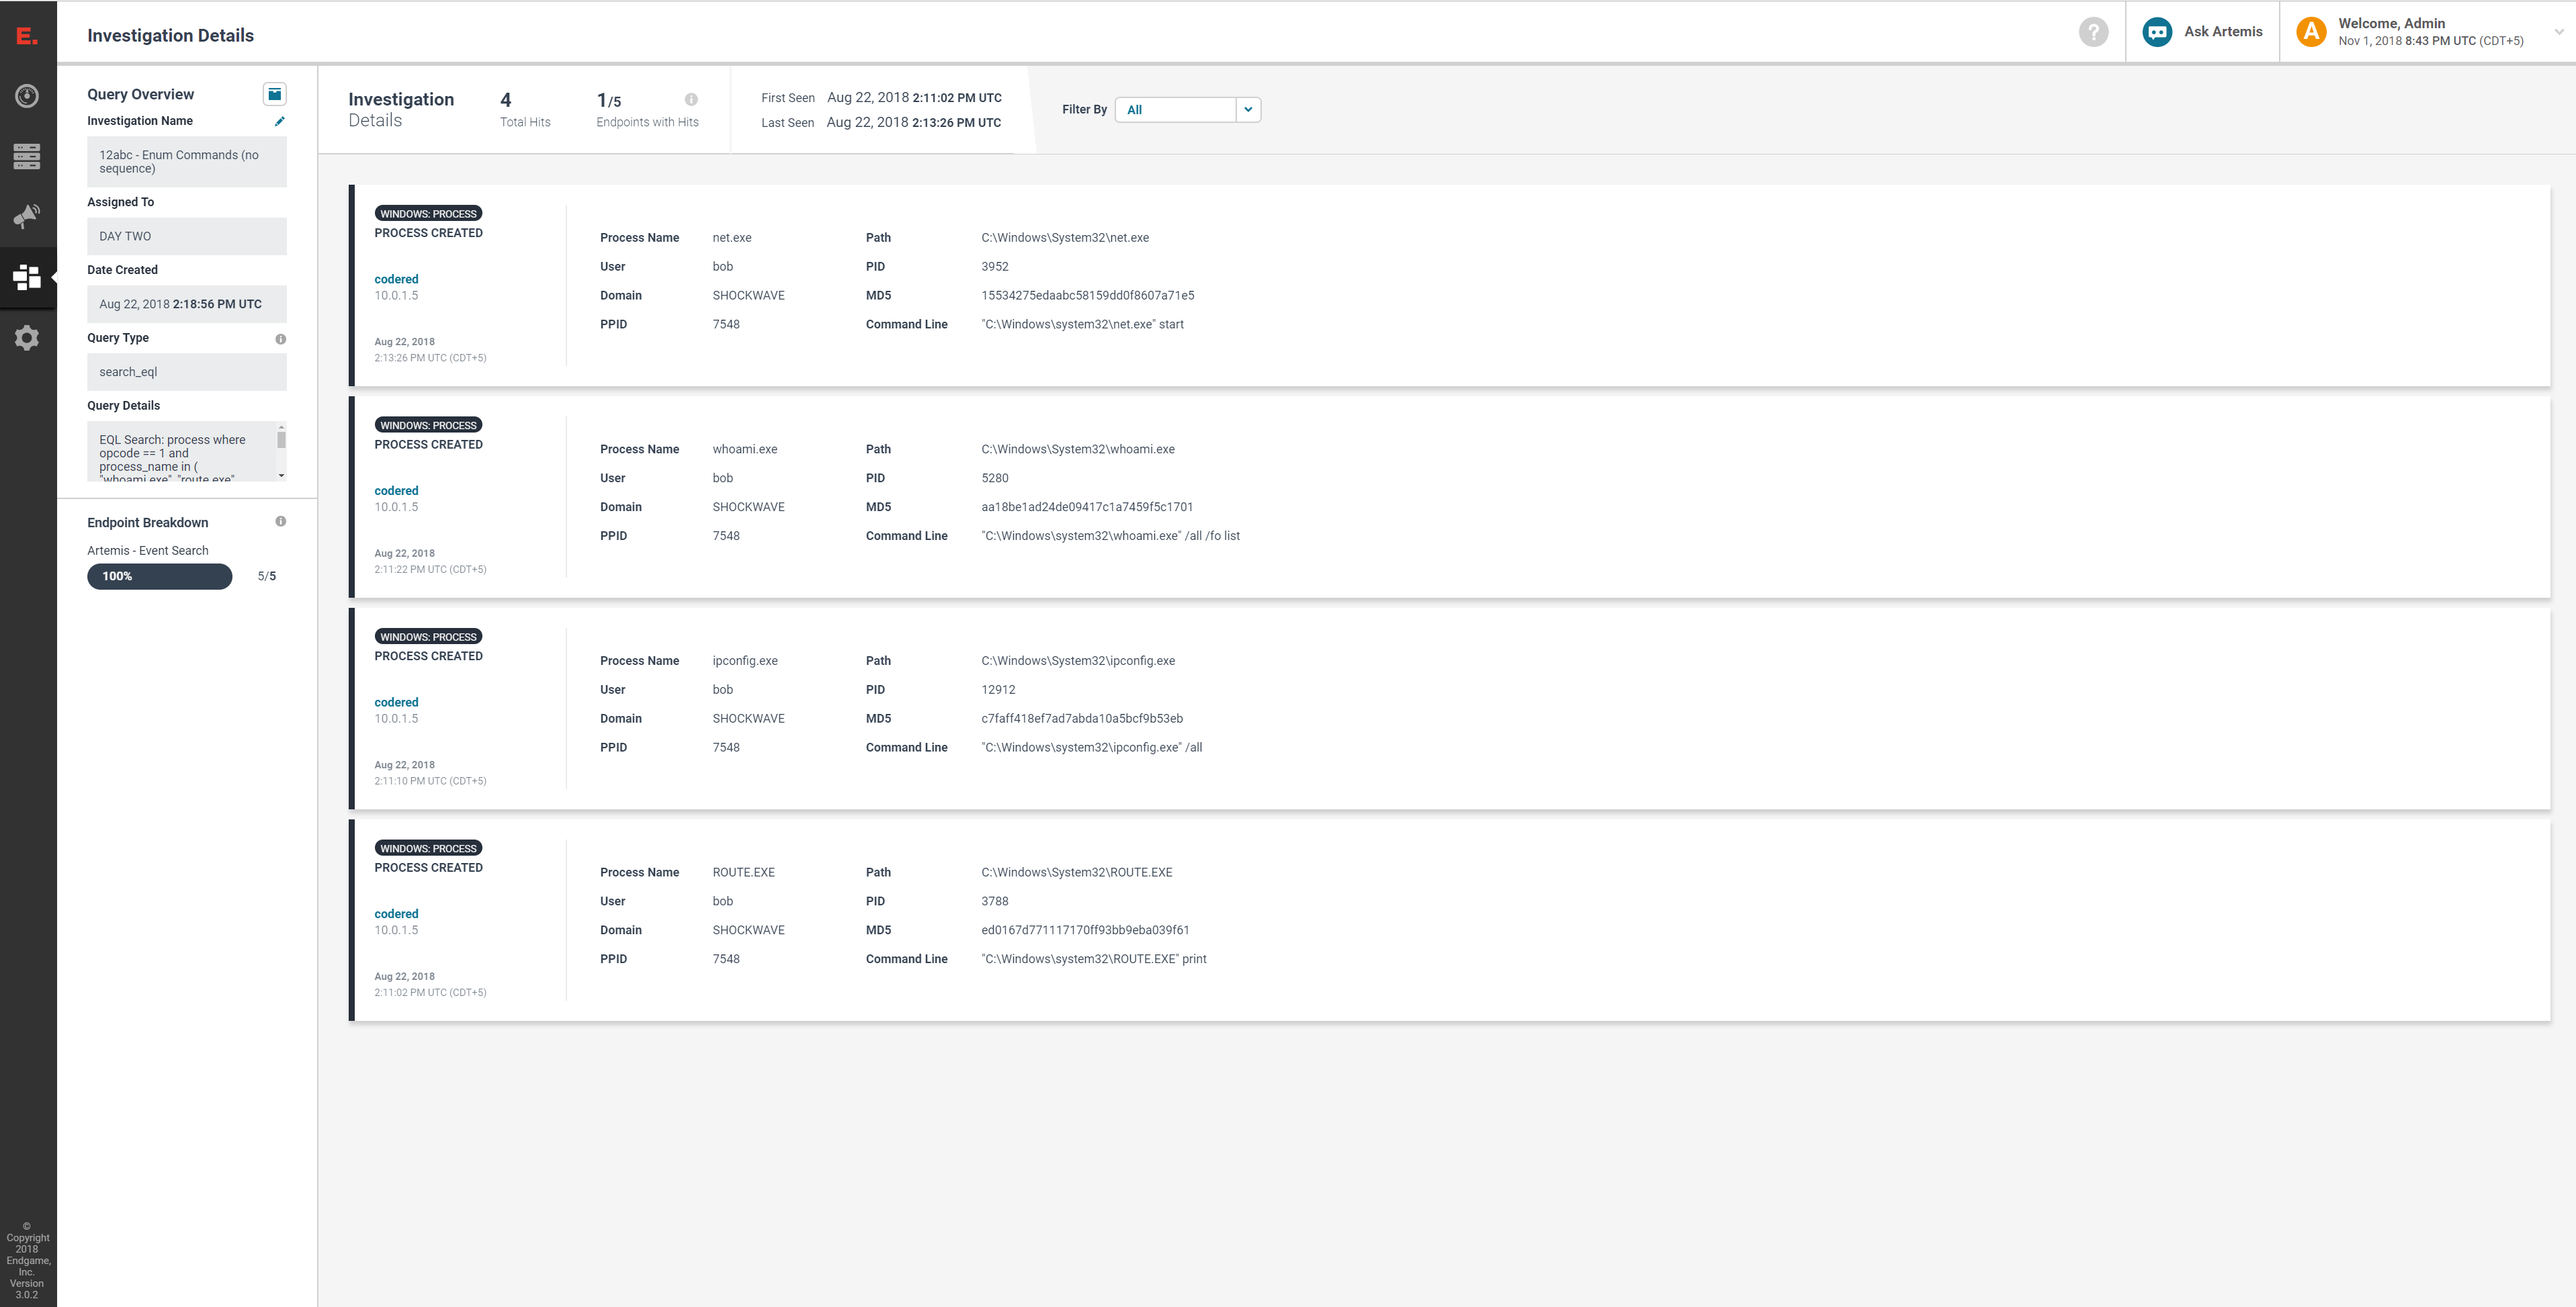 E.
Investigation Details
?
Ask Artemis
A
Welcome, Admin
Nov 1, 2018 8:43 PM UTC (CDT+5)
Query Overview
Investigation Name
12abc - Enum Commands (no
sequence)
Assigned To
DAY TWO
Date Created
Aug 22, 2018 2:18:56 PM UTC
Query Type
search_eql
Query Details
EQL Search: process where
opcode == 1 and
process_name in (
"whoami.exe", "route.exe"
Endpoint Breakdown
Artemis - Event Search
100%
5/5
© Copyright 2018 Endgame, Inc. Version 3.0.2
Investigation
Details
4
Total Hits
1/5
Endpoints with Hits
First Seen Aug 22, 2018 2:11:02 PM UTC
Last Seen Aug 22, 2018 2:13:26 PM UTC
Filter By All
WINDOWS: PROCESS
PROCESS CREATED
codered
10.0.1.5
Aug 22, 2018
2:13:26 PM UTC (CDT+5)
Process Name net.exe Path C:\Windows\System32\net.exe
User bob PID 3952
Domain SHOCKWAVE MD5 15534275edaabc58159dd0f8607a71e5
PPID 7548 Command Line "C:\Windows\system32\net.exe" start
WINDOWS: PROCESS
PROCESS CREATED
codered
10.0.1.5
Aug 22, 2018
2:11:22 PM UTC (CDT+5)
Process Name whoami.exe Path C:\Windows\System32\whoami.exe
User bob PID 5280
Domain SHOCKWAVE MD5 aa18be1ad24de09417c1a7459f5c1701
PPID 7548 Command Line "C:\Windows\system32\whoami.exe" /all /fo list
WINDOWS: PROCESS
PROCESS CREATED
codered
10.0.1.5
Aug 22, 2018
2:11:10 PM UTC (CDT+5)
Process Name ipconfig.exe Path C:\Windows\System32\ipconfig.exe
User bob PID 12912
Domain SHOCKWAVE MD5 c7faff418ef7ad7abda10a5bcf9b53eb
PPID 7548 Command Line "C:\Windows\system32\ipconfig.exe" /all
WINDOWS: PROCESS
PROCESS CREATED
codered
10.0.1.5
Aug 22, 2018
2:11:02 PM UTC (CDT+5)
Process Name ROUTE.EXE Path C:\Windows\System32\ROUTE.EXE
User bob PID 3788
Domain SHOCKWAVE MD5 ed0167d771117170ff93bb9eba039f61
PPID 7548 Command Line "C:\Windows\system32\ROUTE.EXE" print